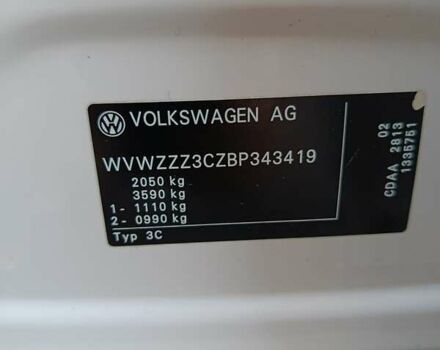 VOLKSWAGEN AG
WVWZZZ3CZBP343419
2050 kg
3590 kg
1- 1110 kg
2- 0990 kg
Typ 3C
02
CDAA 2813
1335751